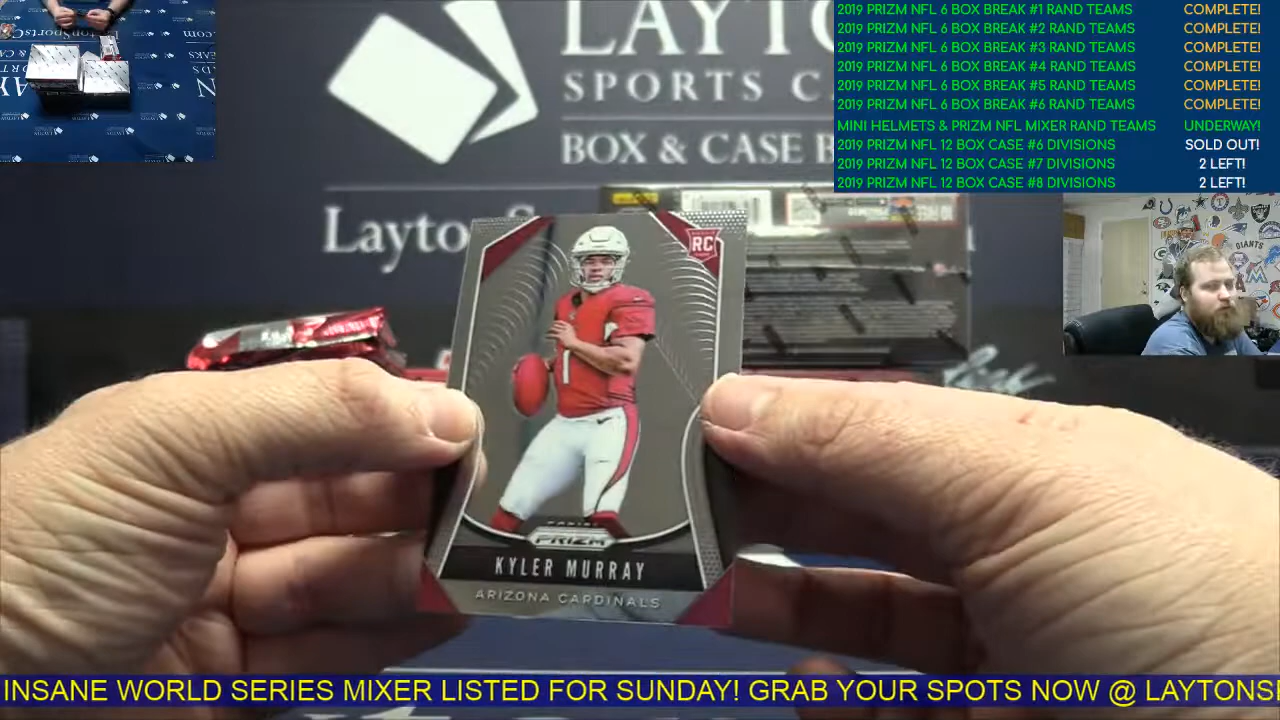 2019 PRIZM NFL 6 BOX BREAK #1 RAND TEAMS COMPLETE!
2019 PRIZM NFL 6 BOX BREAK #2 RAND TEAMS COMPLETE!
2019 PRIZM NFL 6 BOX BREAK #3 RAND TEAMS COMPLETE!
2019 PRIZM NFL 6 BOX BREAK #4 RAND TEAMS COMPLETE!
2019 PRIZM NFL 6 BOX BREAK #5 RAND TEAMS COMPLETE!
2019 PRIZM NFL 6 BOX BREAK #6 RAND TEAMS COMPLETE!
MINI HELMETS & PRIZM NFL MIXER RAND TEAMS UNDERWAY!
2019 PRIZM NFL 12 BOX CASE #6 DIVISIONS SOLD OUT!
2019 PRIZM NFL 12 BOX CASE #7 DIVISIONS 2 LEFT!
2019 PRIZM NFL 12 BOX CASE #8 DIVISIONS 2 LEFT!
LAYTO
SPORTS C
BOX & CASE B
LaytonS
RC
1
PANINI
PRIZM
KYLER MURRAY
ARIZONA CARDINALS
GIANTS
INSANE WORLD SERIES MIXER LISTED FOR SUNDAY! GRAB YOUR SPOTS NOW @ LAYTONS